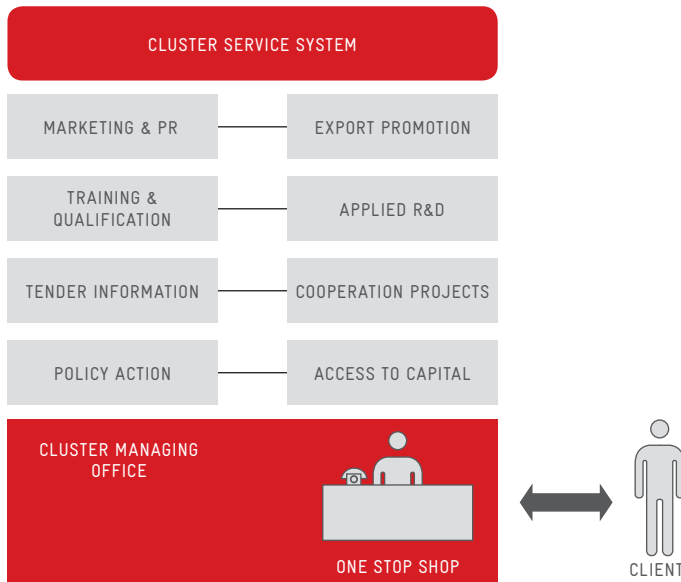 CLUSTER SERVICE SYSTEM
MARKETING & PR
EXPORT PROMOTION
TRAINING &
QUALIFICATION
APPLIED R&D
TENDER INFORMATION
COOPERATION PROJECTS
POLICY ACTION
ACCESS TO CAPITAL
CLUSTER MANAGING
OFFICE
ONE STOP SHOP
CLIENT